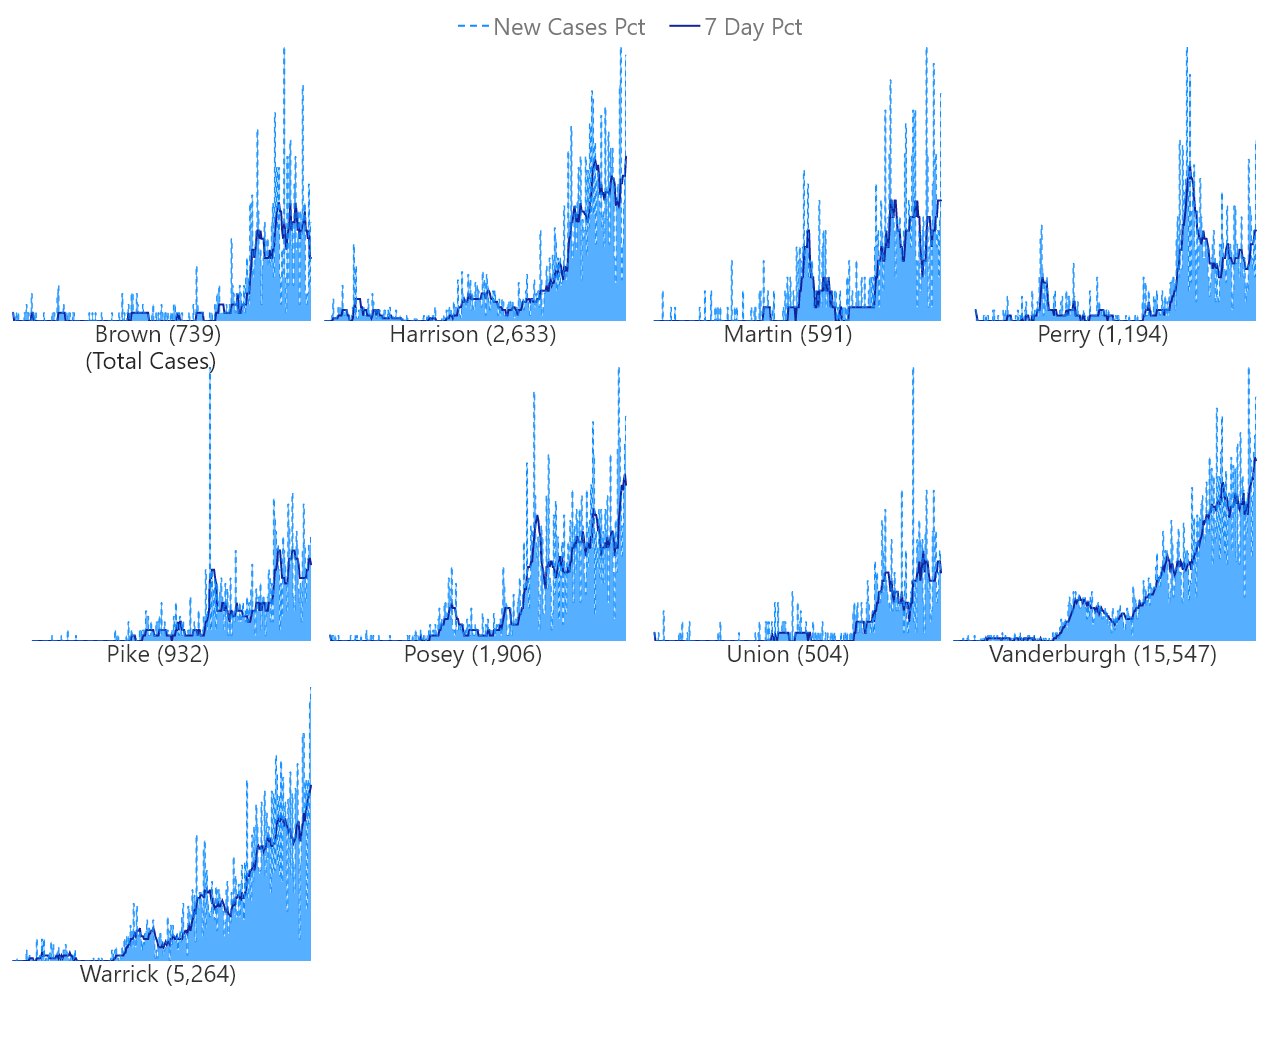 New Cases Pct 7 Day Pct
Brown (739) Harrison (2,633) Martin (591) Perry (1,194)
(Total Cases)
Pike (932) Posey (1,906) Union (504) Vanderburgh (15,547)
Warrick (5,264)